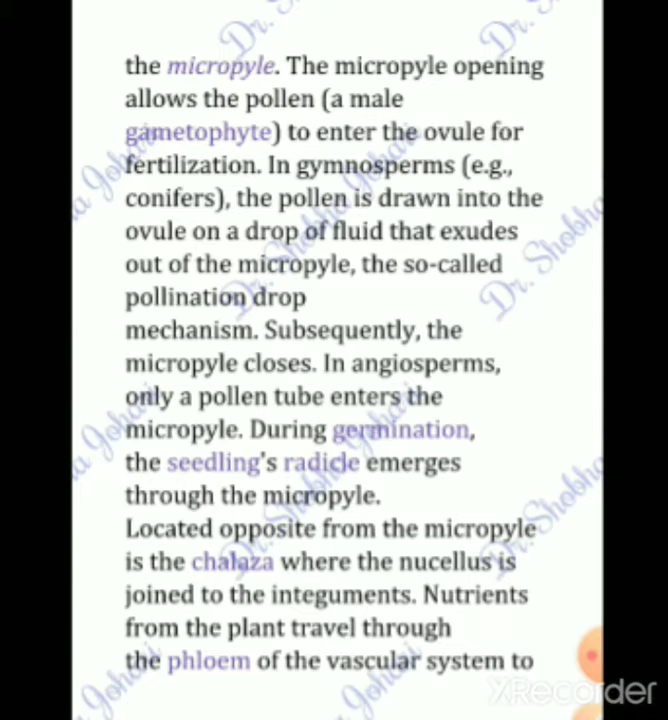 the micropyle. The micropyle opening
allows the pollen (a male
gametophyte) to enter the ovule for
fertilization. In gymnosperms (e.g.,
conifers), the pollen is drawn into the
ovule on a drop of fluid that exudes
out of the micropyle, the so-called
pollination drop
mechanism. Subsequently, the
micropyle closes. In angiosperms,
only a pollen tube enters the
micropyle. During germination,
the seedling's radicle emerges
through the micropyle.
Located opposite from the micropyle
is the chalaza where the nucellus is
joined to the integuments. Nutrients
from the plant travel through
the phloem of the vascular system to
Dr. Shobha Johari
XRecorder